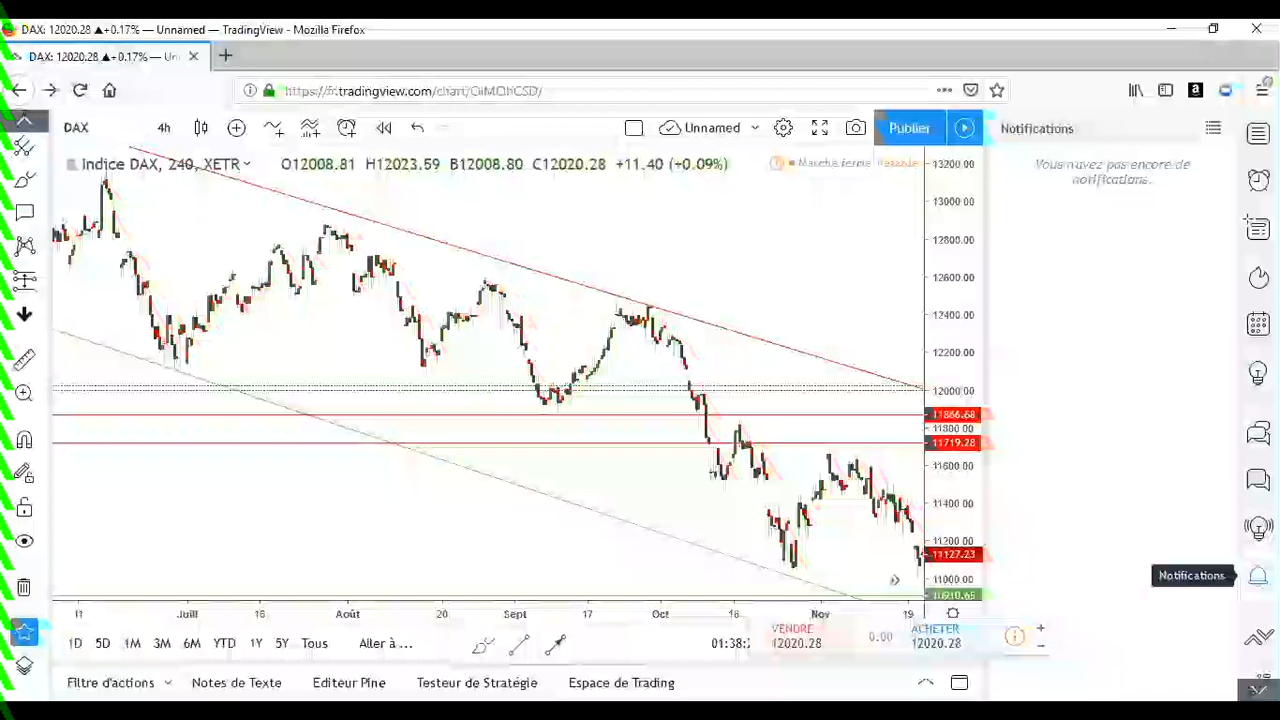 DAX: 12020.28 ▲+0.17% — Unnamed — TradingView - Mozilla Firefox
DAX: 12020.28 ▲+0.17% — Un
tradingview.com/chart/
DAX 4h Unnamed Publier Notifications
Indice DAX, 240, XETR O12008.81 H12023.59 B12008.80 C12020.28 +11.40 (+0.09%) Marché fermé
Vous n'avez pas encore de
notifications.
13200.00
13000.00
12800.00
12600.00
12400.00
12200.00
12000.00
11866.68
11800.00
11719.28
11600.00
11400.00
11200.00
11127.23
11000.00
Notifications
11 Juill 16 Août 20 Sept 17 Oct 16 Nov 19
VENDRE 12020.28 0.00 ACHETER 12020.28
1D 5D 1M 3M 6M YTD 1Y 5Y Tous Aller à ... 01:38:
Filtre d'actions Notes de Texte Editeur Pine Testeur de Stratégie Espace de Trading